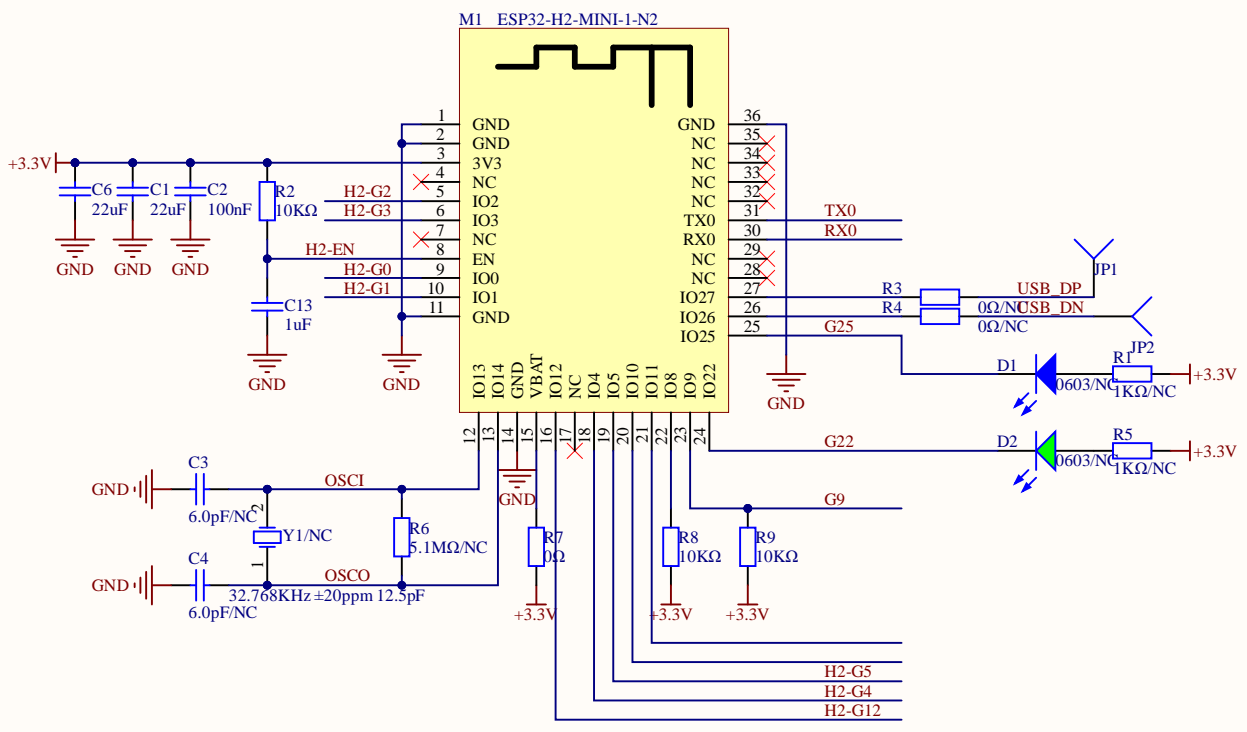 M1 ESP32-H2-MINI-1-N2
1 GND
2 GND
3 3V3
4 NC
5 IO2
6 IO3
7 NC
8 EN
9 IO0
10 IO1
11 GND
GND 36
NC 35
NC 34
NC 33
NC 32
TX0 31
RX0 30
NC 29
NC 28
IO27 27
IO26 26
IO25 25
IO13 IO14 GND VBAT IO12 NC IO4 IO5 IO10 IO11 IO8 IO9 IO22
12 13 14 15 16 17 18 19 20 21 22 23 24
+3.3V
C6
22uF
GND
C1
22uF
GND
C2
100nF
GND
R2
10KΩ
H2-G2
H2-G3
H2-EN
H2-G0
H2-G1
C13
1uF
GND
GND
TX0
RX0
R3
0Ω/NC
USB_DP
JP1
R4
0Ω/NC
USB_DN
JP2
G25
GND
D1
0603/NC
R1
1KΩ/NC
+3.3V
G22
D2
0603/NC
R5
1KΩ/NC
+3.3V
G9
GND
C3
6.0pF/NC
OSCI
2
Y1/NC
1
R6
5.1MΩ/NC
GND
C4
6.0pF/NC
OSCO
32.768KHz ±20ppm 12.5pF
GND
R7
0Ω
+3.3V
R8
10KΩ
+3.3V
R9
10KΩ
+3.3V
H2-G5
H2-G4
H2-G12